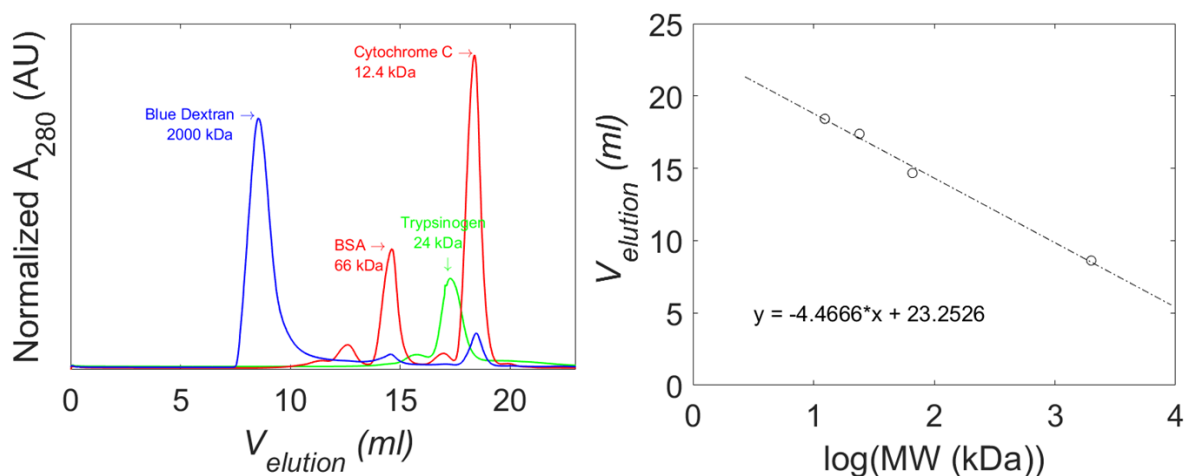 Normalized A280 (AU)
Blue Dextran →
2000 kDa
Cytochrome C →
12.4 kDa
BSA →
66 kDa
Trypsinogen
24 kDa
↓
0 5 10 15 20
Velution (ml)
Velution (ml)
25
20
15
10
5
0
y = -4.4666*x + 23.2526
0 1 2 3 4
log(MW (kDa))